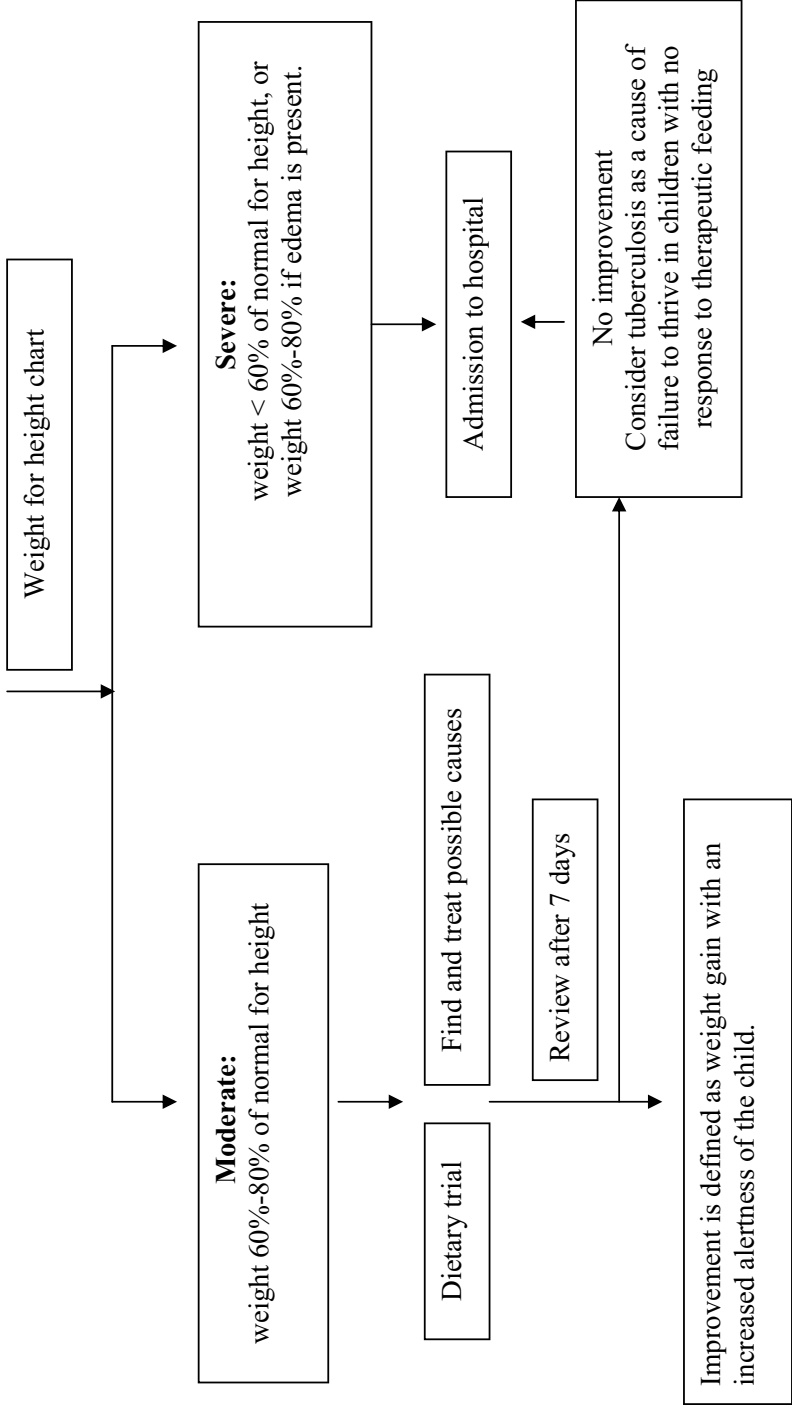 Weight for height chart
Moderate:
weight 60%-80% of normal for height
Severe:
weight < 60% of normal for height, or
weight 60%-80% if edema is present.
Dietary trial
Find and treat possible causes
Admission to hospital
Review after 7 days
No improvement
Consider tuberculosis as a cause of
failure to thrive in children with no
response to therapeutic feeding
Improvement is defined as weight gain with an
increased alertness of the child.